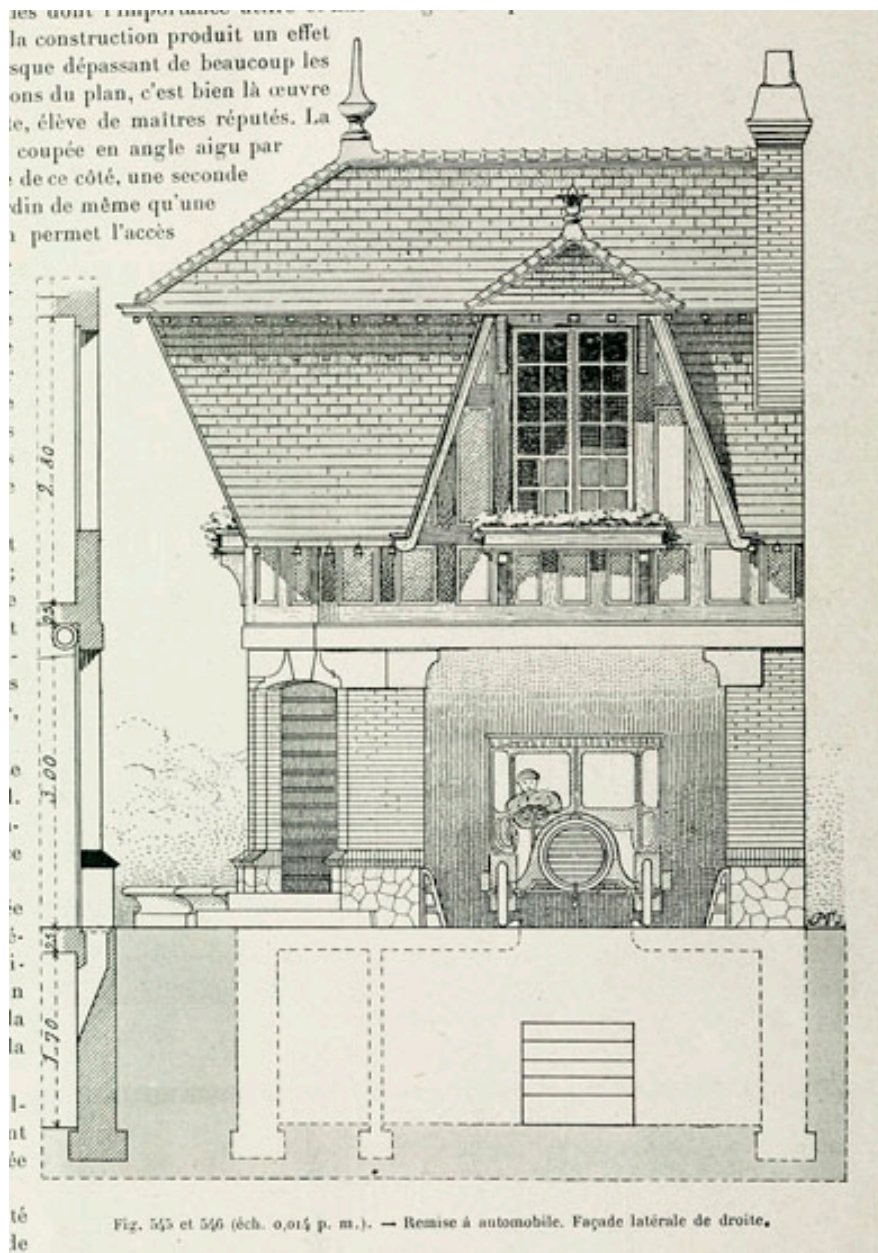 la construction produit un effet
sque dépassant de beaucoup les
ons du plan, c'est bien là œuvre
e, élève de maîtres réputés. La
coupée en angle aigu par
de ce côté, une seconde
rdin de même qu'une
permet l'accès
2.80
25
3.00
25
1.70
Fig. 545 et 546 (éch. 0,014 p. m.). — Remise à automobile. Façade latérale de droite.